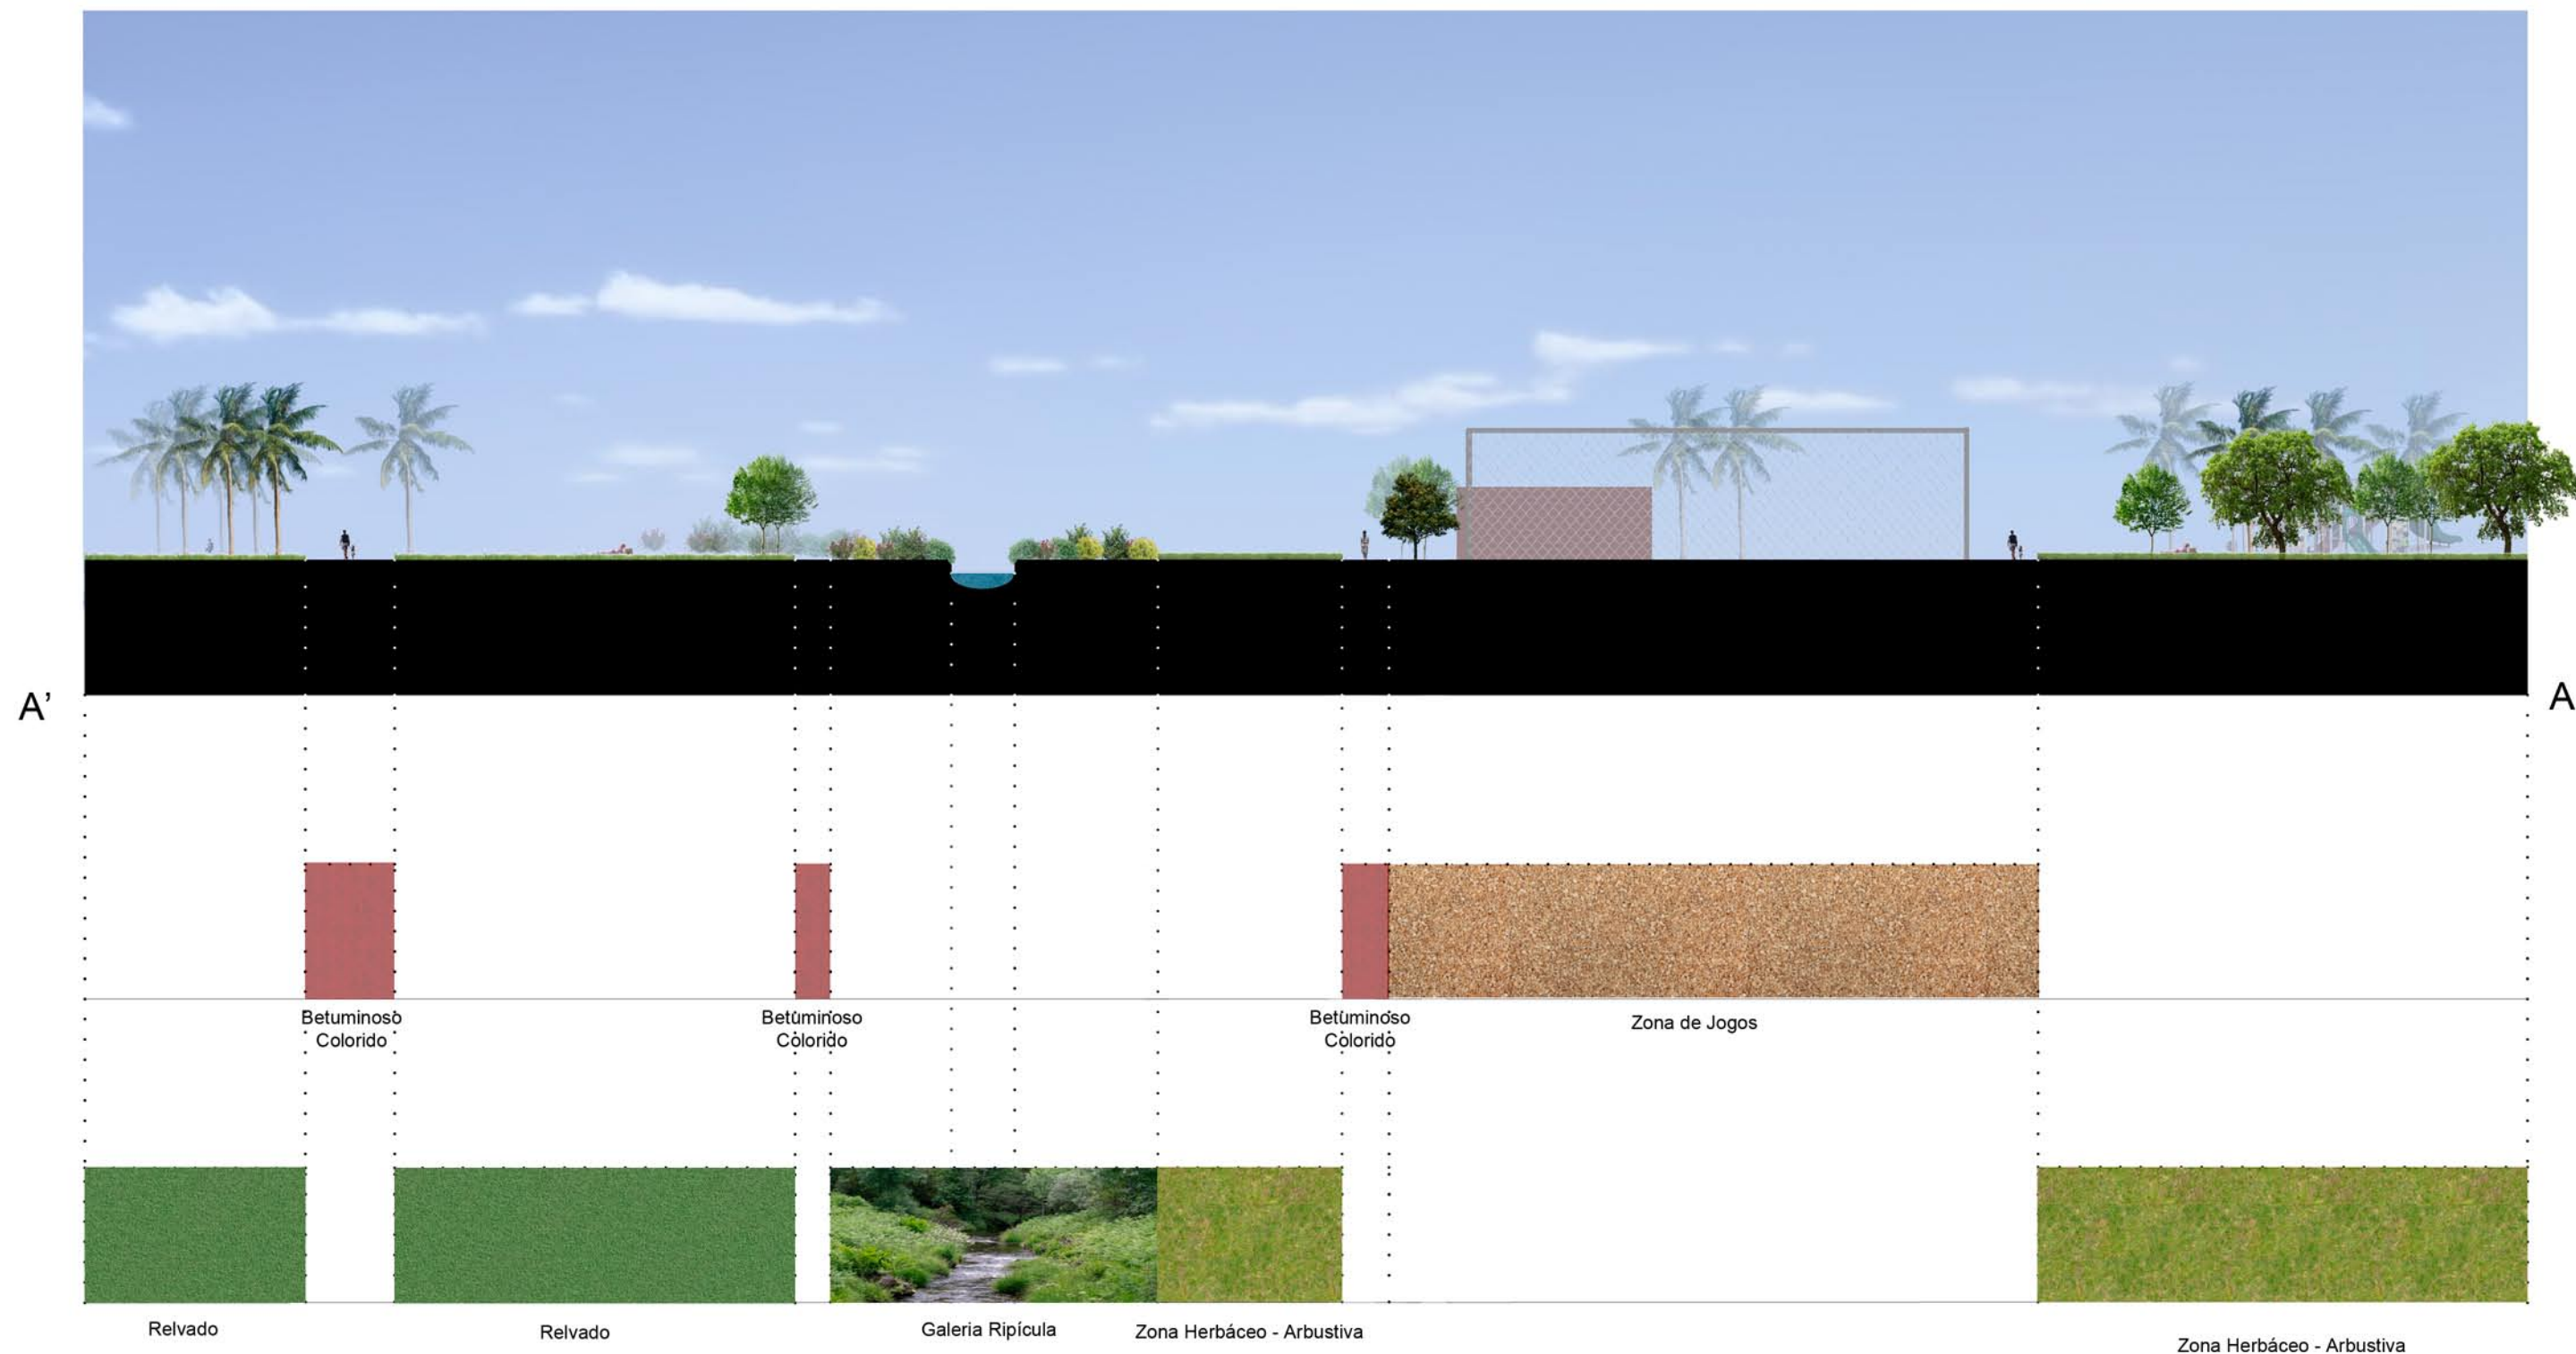 A’
A
Betuminoso
Colorido
Betuminoso
Colorido
Betuminoso
Colorido
Zona de Jogos
Relvado
Relvado
Galeria Ripícula
Zona Herbáceo - Arbustiva
Zona Herbáceo - Arbustiva